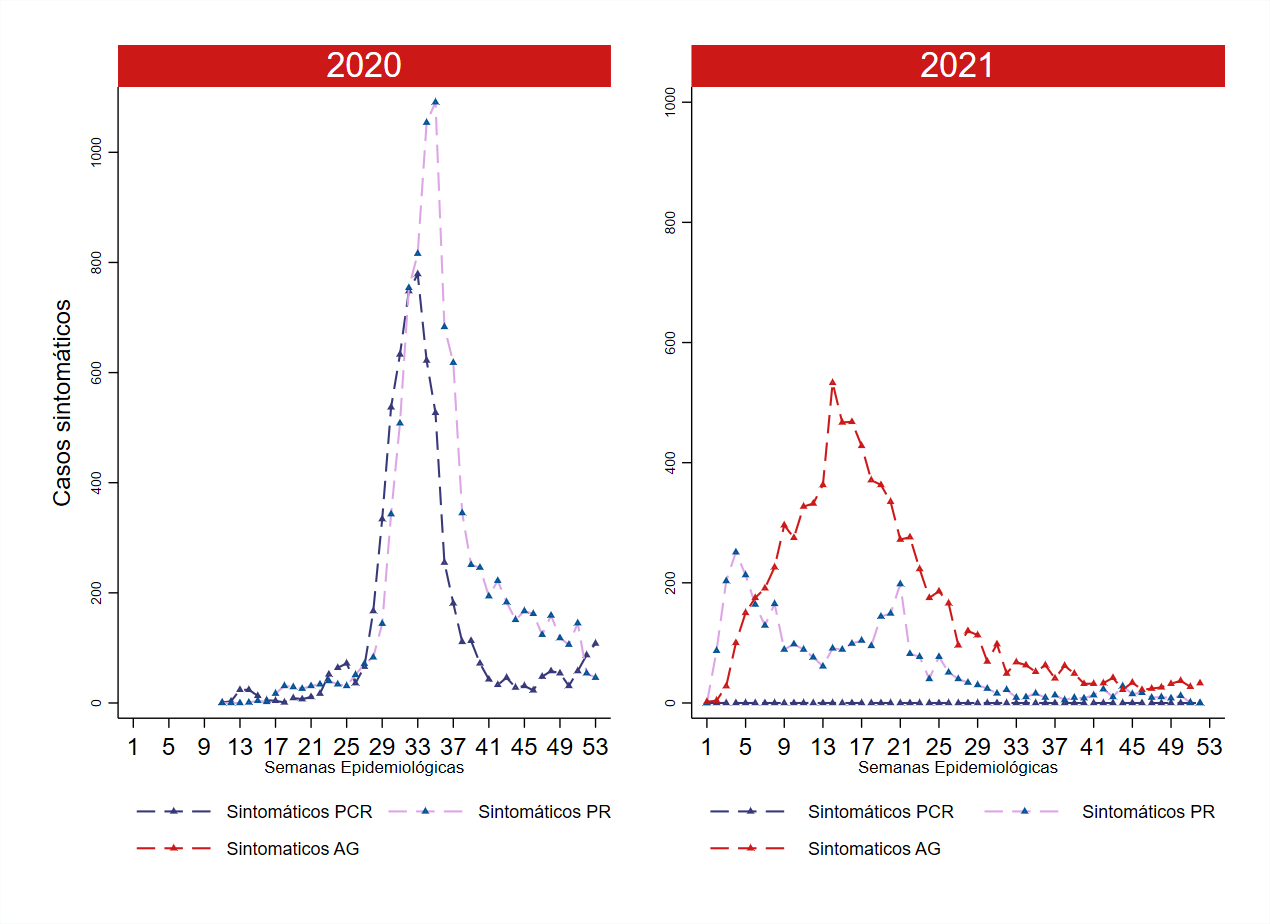 2020
Casos sintomáticos
1000
800
600
400
200
0
1 5 9 13 17 21 25 29 33 37 41 45 49 53
Semanas Epidemiológicas
Sintomáticos PCR Sintomáticos PR
Sintomaticos AG
2021
1000
800
600
400
200
0
1 5 9 13 17 21 25 29 33 37 41 45 49 53
Semanas Epidemiológicas
Sintomáticos PCR Sintomáticos PR
Sintomaticos AG